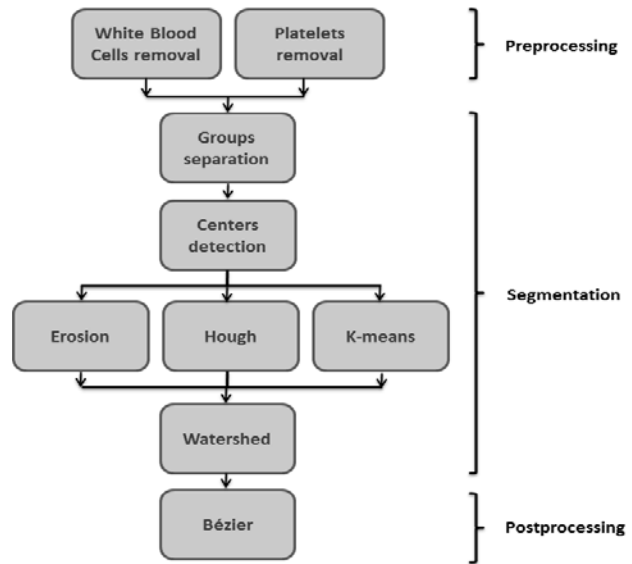 White Blood
Cells removal
Platelets
removal
Preprocessing
Groups
separation
Centers
detection
Segmentation
Erosion
Hough
K-means
Watershed
Bézier
Postprocessing